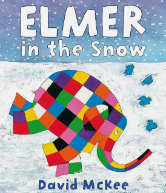 ELMER
in the Snow
David McKee